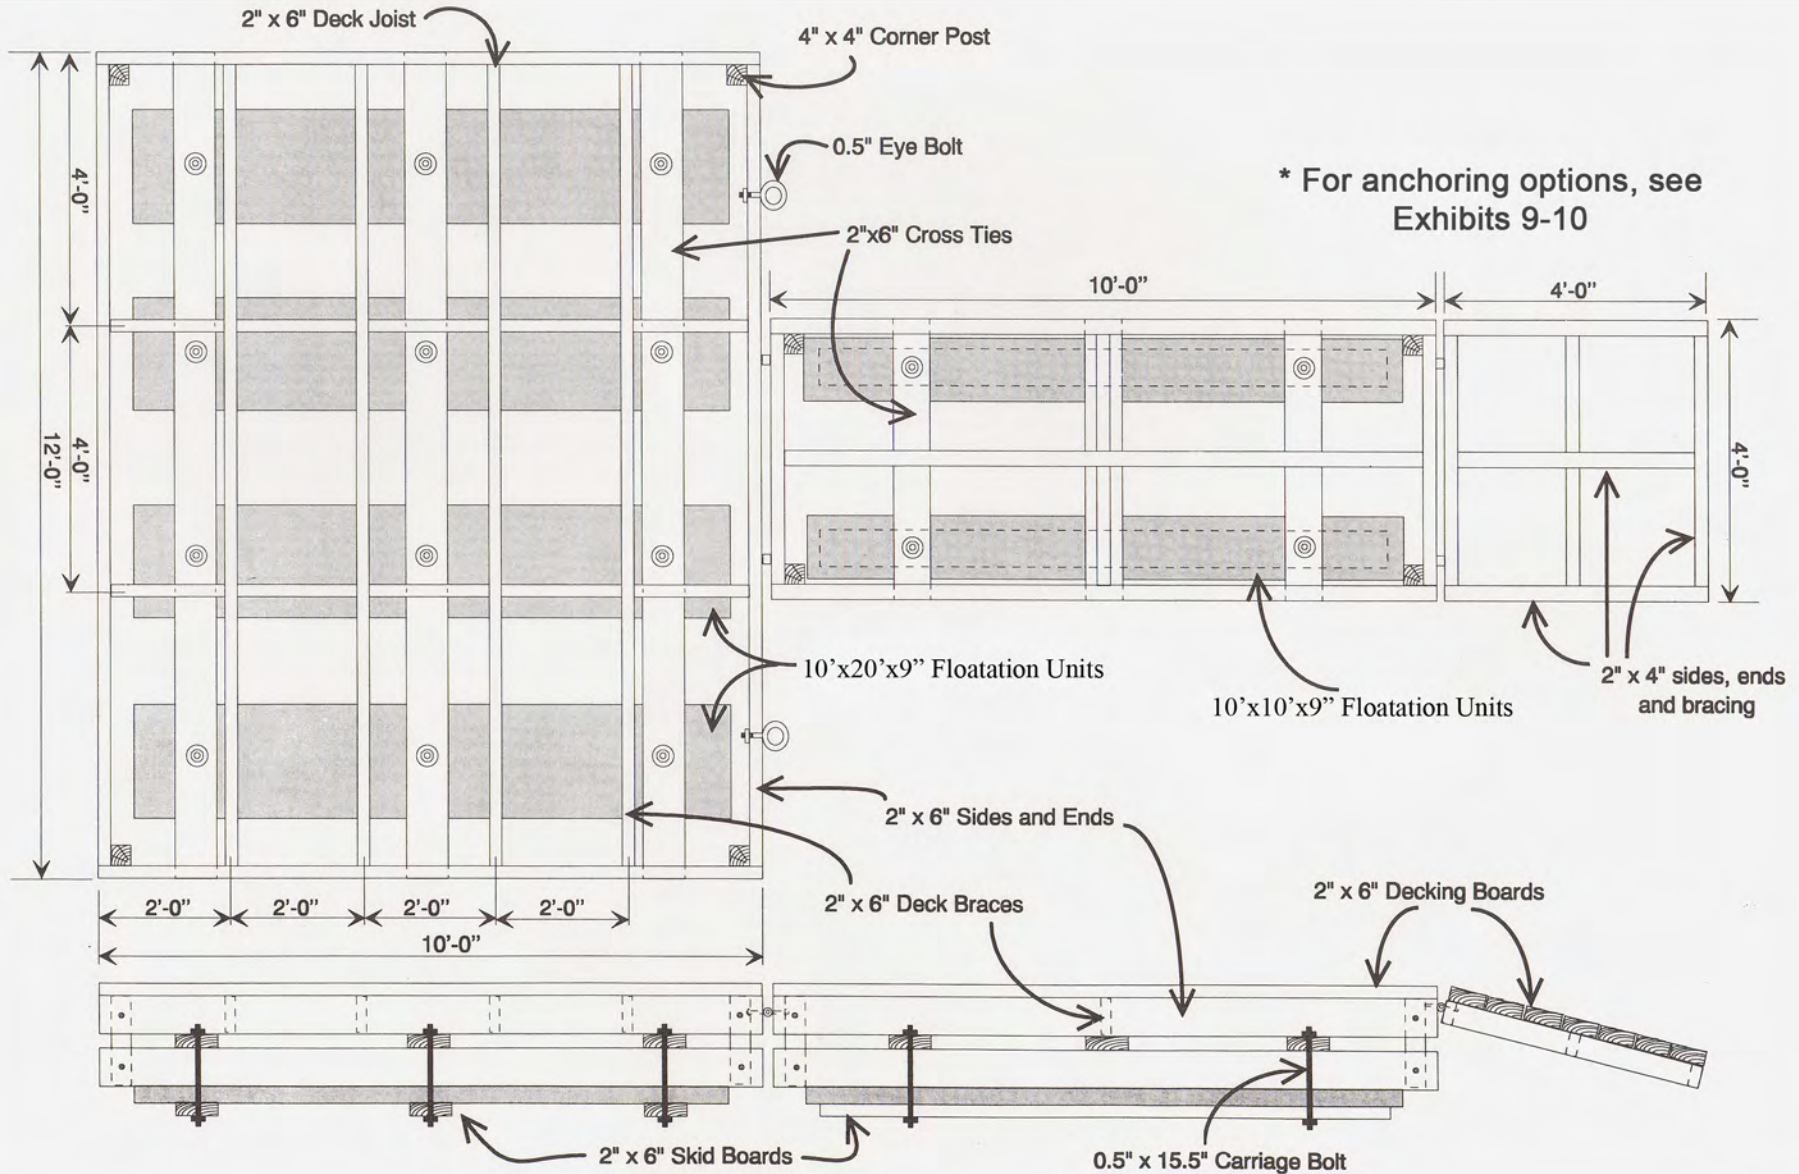 2" x 6" Deck Joist
4" x 4" Corner Post
0.5" Eye Bolt
* For anchoring options, see
Exhibits 9-10
2"x6" Cross Ties
10'-0"
4'-0"
4'-0"
4'-0"
12'-0"
4'-0"
10'x20'x9" Floatation Units
10'x10'x9" Floatation Units
2" x 4" sides, ends
and bracing
2" x 6" Sides and Ends
2" x 6" Deck Braces
2" x 6" Decking Boards
2'-0"
2'-0"
2'-0"
2'-0"
10'-0"
2" x 6" Skid Boards
0.5" x 15.5" Carriage Bolt